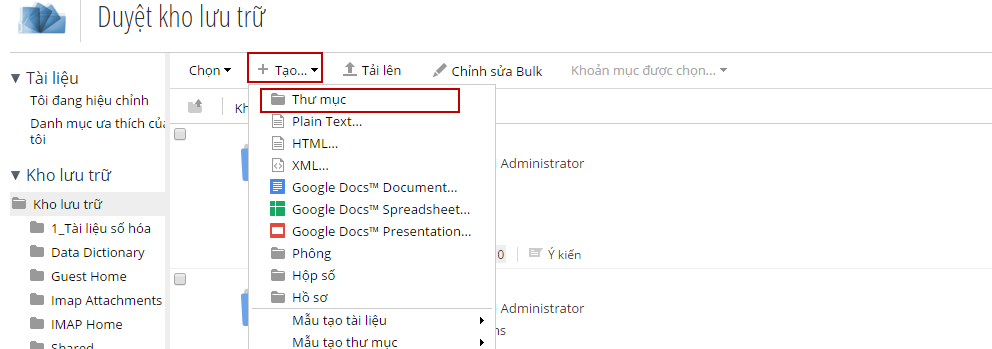 Duyệt kho lưu trữ
Chọn
Tạo...
Tải lên
Chỉnh sửa Bulk
Khoản mục được chọn...
Tài liệu
Tôi đang hiệu chỉnh
Danh mục ưa thích của
tôi
Kho lưu trữ
Kho lưu trữ
1_Tài liệu số hóa
Data Dictionary
Guest Home
Imap Attachments
IMAP Home
Shared
Thư mục
Plain Text...
HTML...
XML...
Google Docs™ Document...
Google Docs™ Spreadsheet...
Google Docs™ Presentation...
Phông
Hộp số
Hồ sơ
Mẫu tạo tài liệu
Mẫu tạo thư mục
Administrator
0
Ý kiến
Administrator